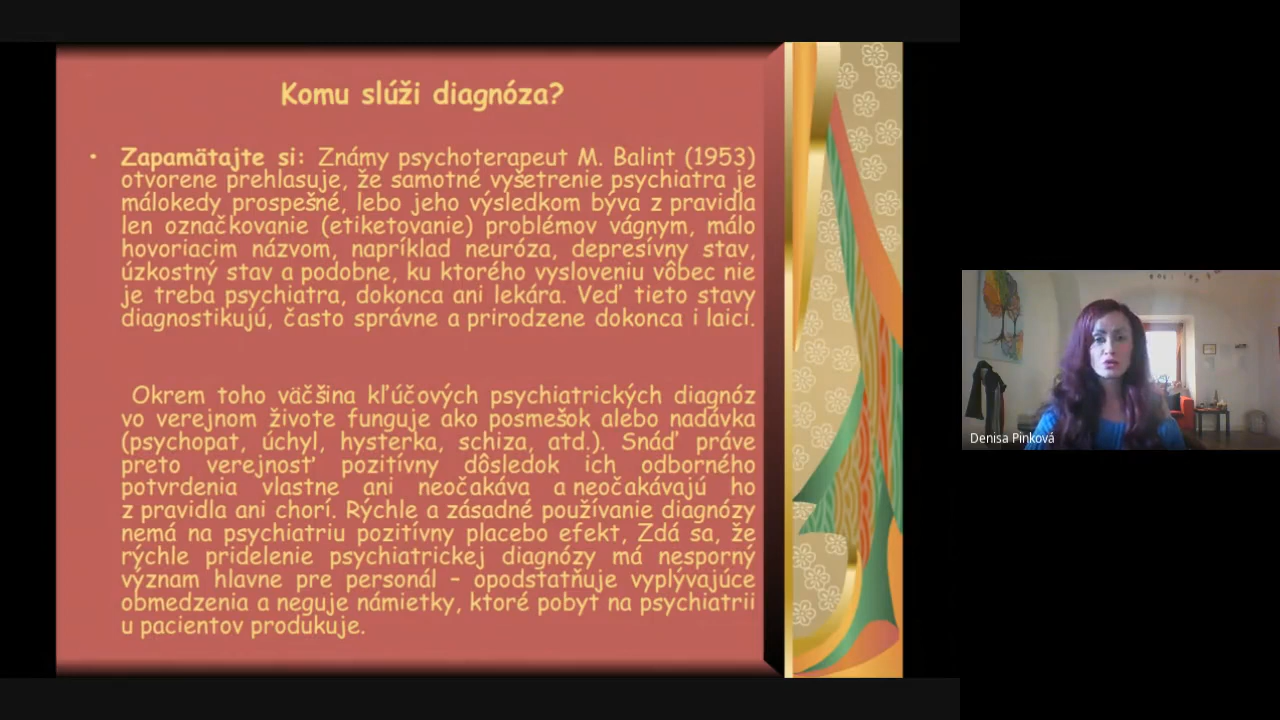 Komu slúži diagnóza?
• Zapamätajte si: Známy psychoterapeut M. Balint (1953)
otvorene prehlasuje, že samotné vyšetrenie psychiatra je
málokedy prospešné, lebo jeho výsledkom býva z pravidla
len označkovanie (etiketovanie) problémov vágnym, málo
hovoriacim názvom, napríklad neuróza, depresívny stav,
úzkostný stav a podobne, ku ktorého vysloveniu vôbec nie
je treba psychiatra, dokonca ani lekára. Veď tieto stavy
diagnostikujú, často správne a prirodzene dokonca i laici.
Okrem toho väčšina kľúčových psychiatrických diagnóz
vo verejnom živote funguje ako posmešok alebo nadávka
(psychopat, úchyl, hysterka, schiza, atď.). Snáď práve
preto verejnosť pozitívny dôsledok ich odborného
potvrdenia vlastne ani neočakáva a neočakávajú ho
z pravidla ani chorí. Rýchle a zásadné používanie diagnózy
nemá na psychiatriu pozitívny placebo efekt, Zdá sa, že
rýchle pridelenie psychiatrickej diagnózy má nesporný
význam hlavne pre personál – opodstatňuje vyplývajúce
obmedzenia a neguje námietky, ktoré pobyt na psychiatrii
u pacientov produkuje.
Denisa Pinková